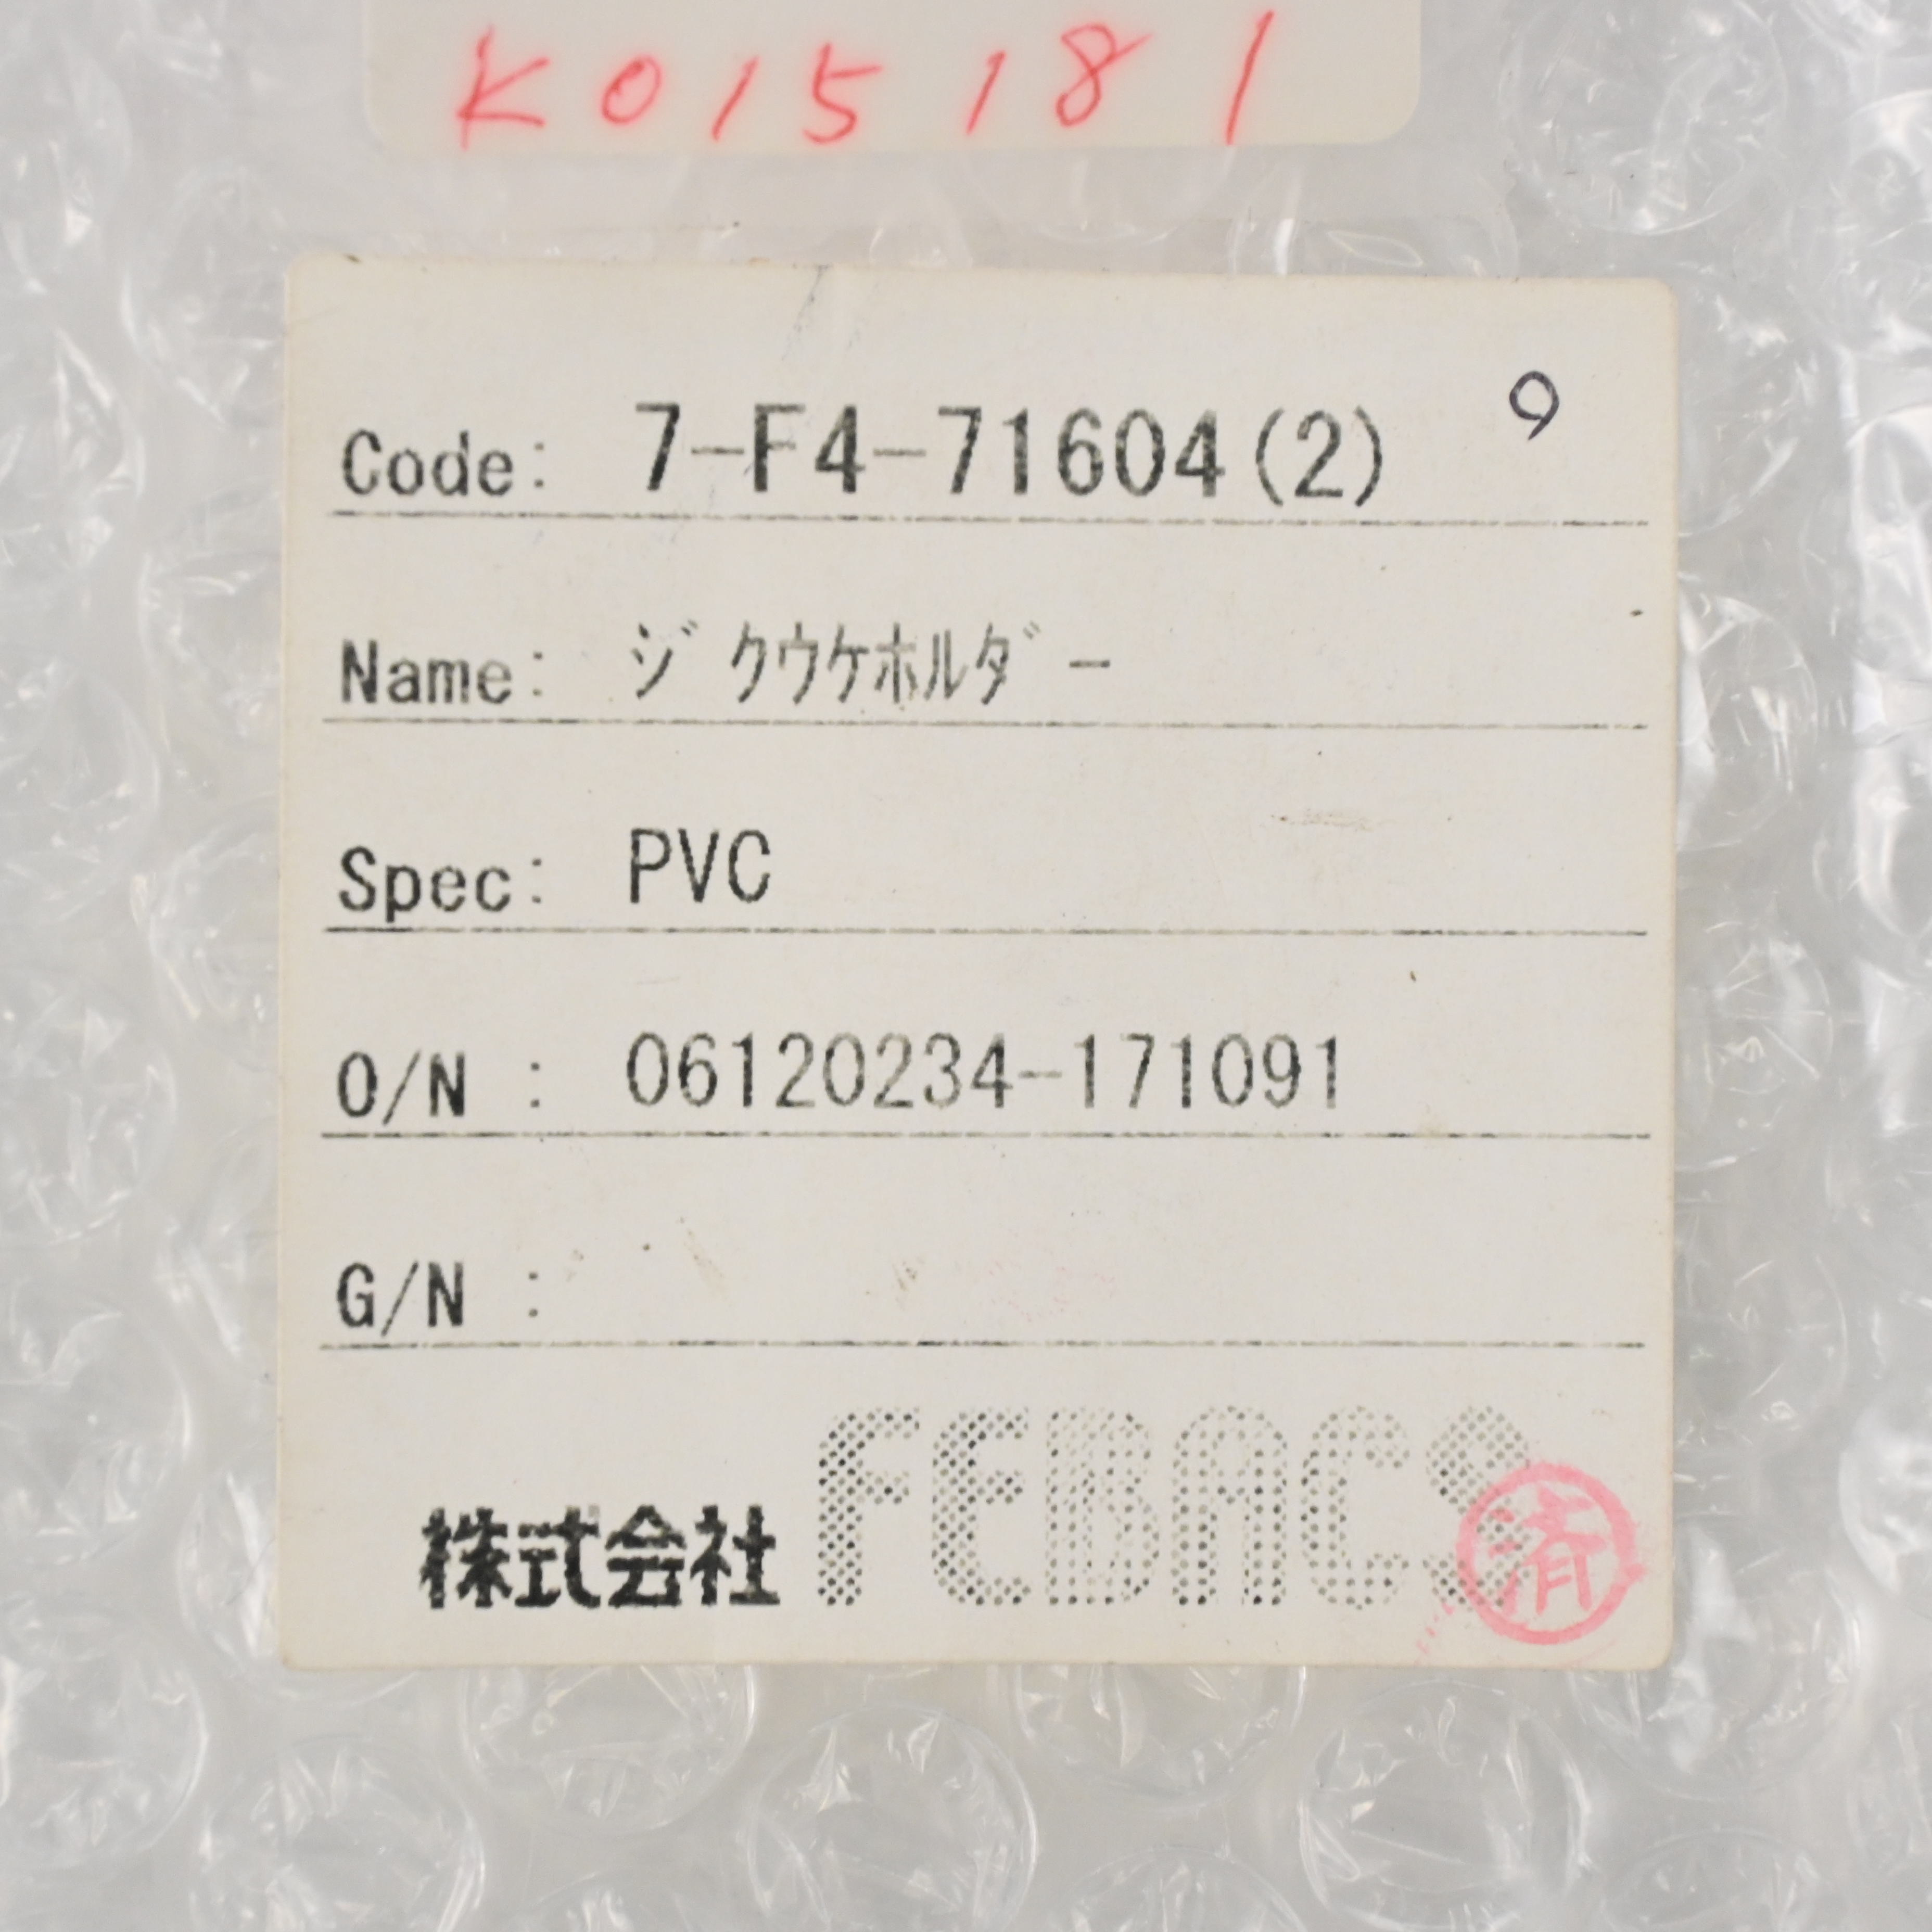 K015181
Code: 7-F4-71604(2) 9
Name: ｼﾞｸｳｹﾎﾙﾀﾞｰ
Spec: PVC
O/N : 06120234-171091
G/N :
株式会社 FEBACS
済